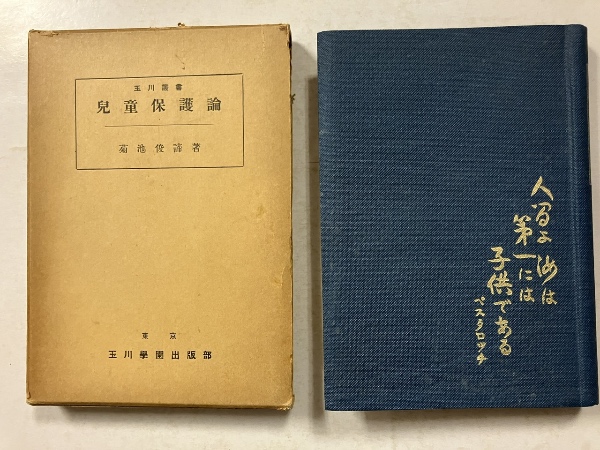 玉川叢書
兒童保護論
菊池俊諦著
東京
玉川學園出版部
人間よ汝は
第一には
子供である
ペスタロッチ